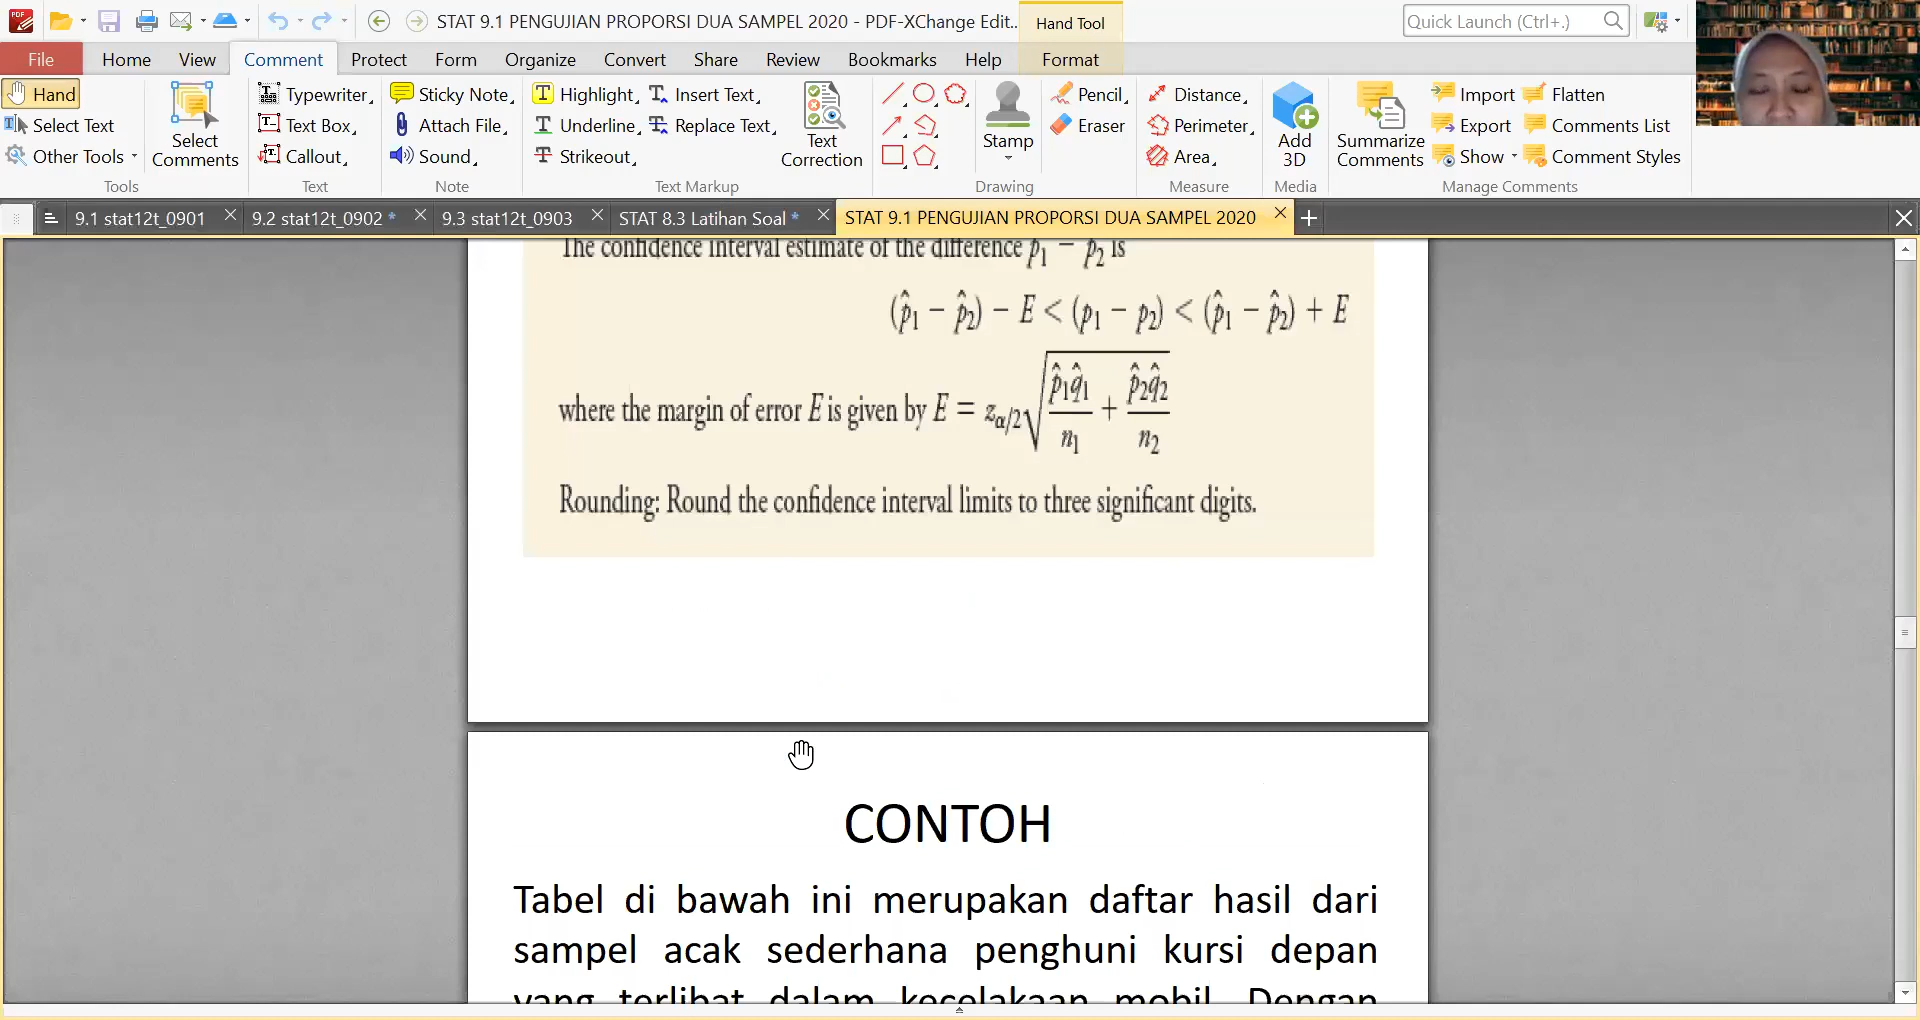 STAT 9.1 PENGUJIAN PROPORSI DUA SAMPEL 2020 - PDF-XChange Edit...
Hand Tool
Quick Launch (Ctrl+.)
File Home View Comment Protect Form Organize Convert Share Review Bookmarks Help Format
Hand
Select Text
Other Tools
Tools
Select Comments
Typewriter
Text Box
Callout
Text
Sticky Note
Attach File
Sound
Note
Highlight
Underline
Strikeout
Insert Text
Replace Text
Text Correction
Text Markup
Stamp
Pencil
Eraser
Drawing
Distance
Perimeter
Area
Measure
Add 3D
Media
Summarize Comments
Import
Export
Show
Flatten
Comments List
Comment Styles
Manage Comments
9.1 stat12t_0901
9.2 stat12t_0902 *
9.3 stat12t_0903
STAT 8.3 Latihan Soal *
STAT 9.1 PENGUJIAN PROPORSI DUA SAMPEL 2020
The confidence interval estimate of the difference p₁ − p₂ is
(p̂₁ − p̂₂) − E < (p₁ − p₂) < (p̂₁ − p̂₂) + E
where the margin of error E is given by E = zα/2 √(p̂₁q̂₁/n₁ + p̂₂q̂₂/n₂)
Rounding: Round the confidence interval limits to three significant digits.
CONTOH
Tabel di bawah ini merupakan daftar hasil dari
sampel acak sederhana penghuni kursi depan
yang terlibat dalam kecelakaan mobil. Dengan